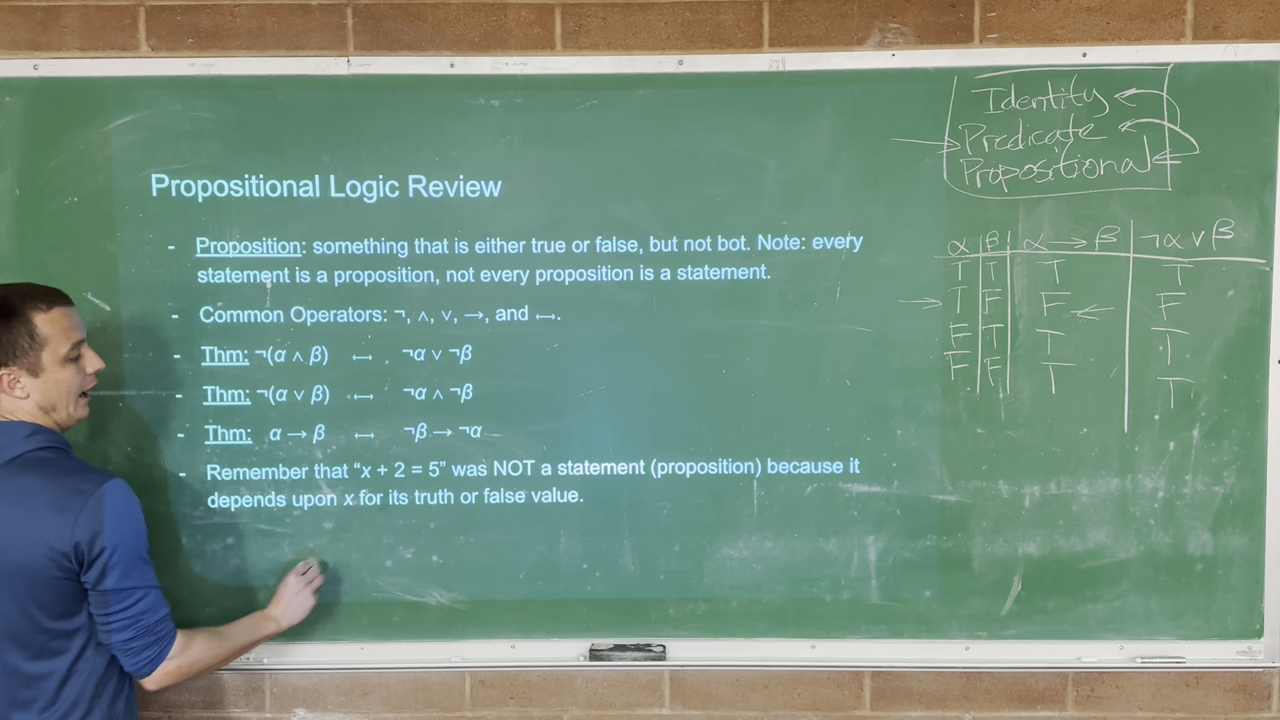 Propositional Logic Review
- Proposition: something that is either true or false, but not bot. Note: every
statement is a proposition, not every proposition is a statement.
- Common Operators: ¬, ∧, ∨, →, and ↔.
- Thm: ¬(α ∧ β) ↔ ¬α ∨ ¬β
- Thm: ¬(α ∨ β) ↔ ¬α ∧ ¬β
- Thm: α → β ↔ ¬β → ¬α
- Remember that “x + 2 = 5” was NOT a statement (proposition) because it
depends upon x for its truth or false value.
Identity
Predicate
Propositional
α β α → β ¬α ∨ β
T T T T
T F F F
F T T T
F F T T